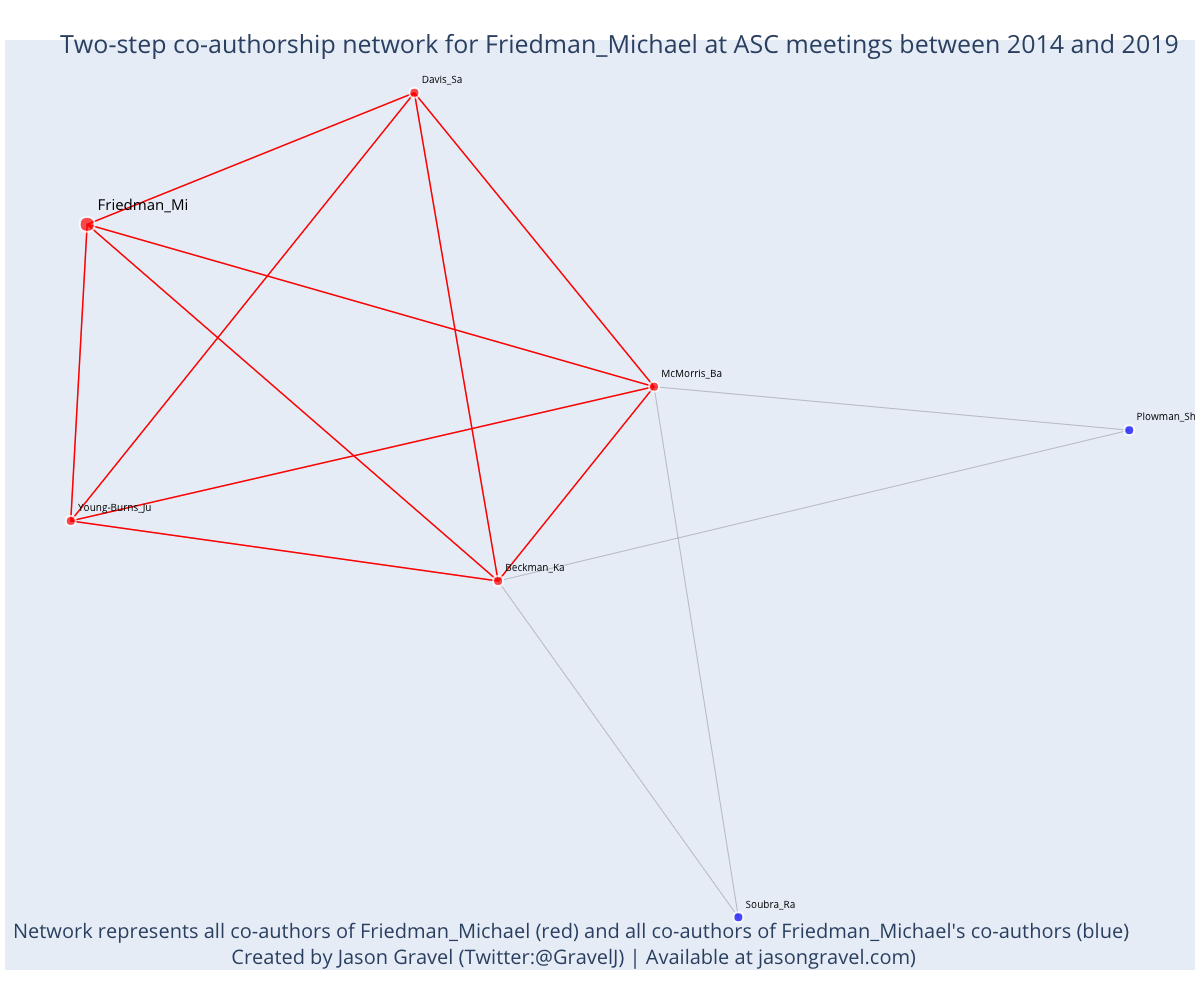 Two-step co-authorship network for Friedman_Michael at ASC meetings between 2014 and 2019
Davis_Sa
Friedman_Mi
McMorris_Ba
Plowman_Sh
Young-Burns_Ju
Beckman_Ka
Soubra_Ra
Network represents all co-authors of Friedman_Michael (red) and all co-authors of Friedman_Michael's co-authors (blue)
Created by Jason Gravel (Twitter:@GravelJ) | Available at jasongravel.com)